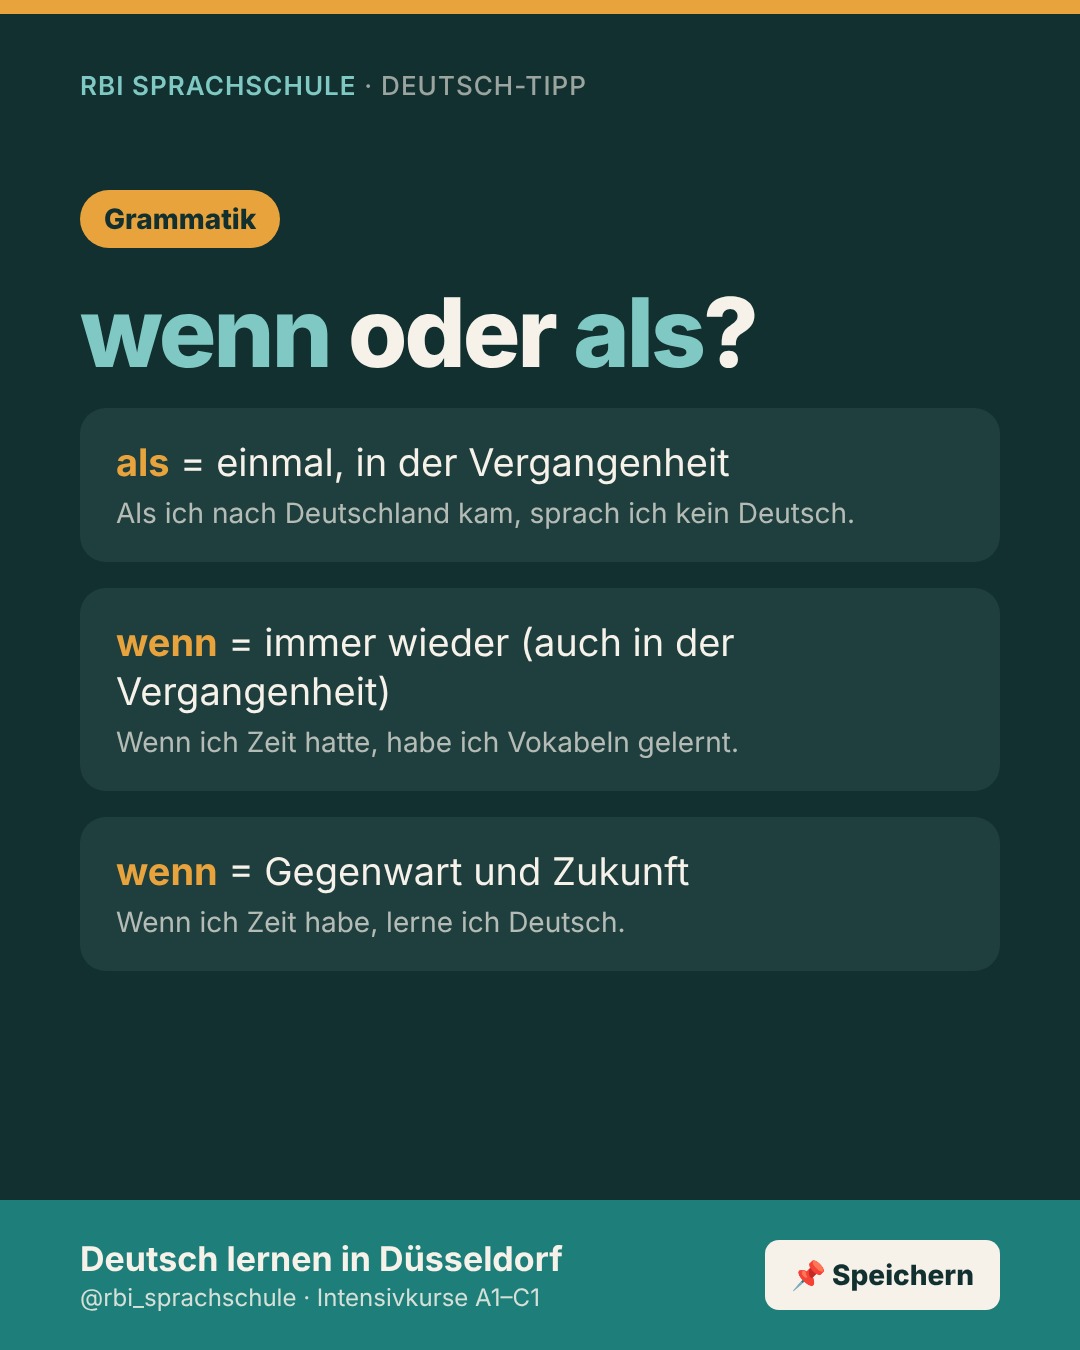 RBI SPRACHSCHULE · DEUTSCH-TIPP
Grammatik
wenn oder als?
als = einmal, in der Vergangenheit
Als ich nach Deutschland kam, sprach ich kein Deutsch.
wenn = immer wieder (auch in der
Vergangenheit)
Wenn ich Zeit hatte, habe ich Vokabeln gelernt.
wenn = Gegenwart und Zukunft
Wenn ich Zeit habe, lerne ich Deutsch.
Deutsch lernen in Düsseldorf
@rbi_sprachschule · Intensivkurse A1–C1
📌 Speichern